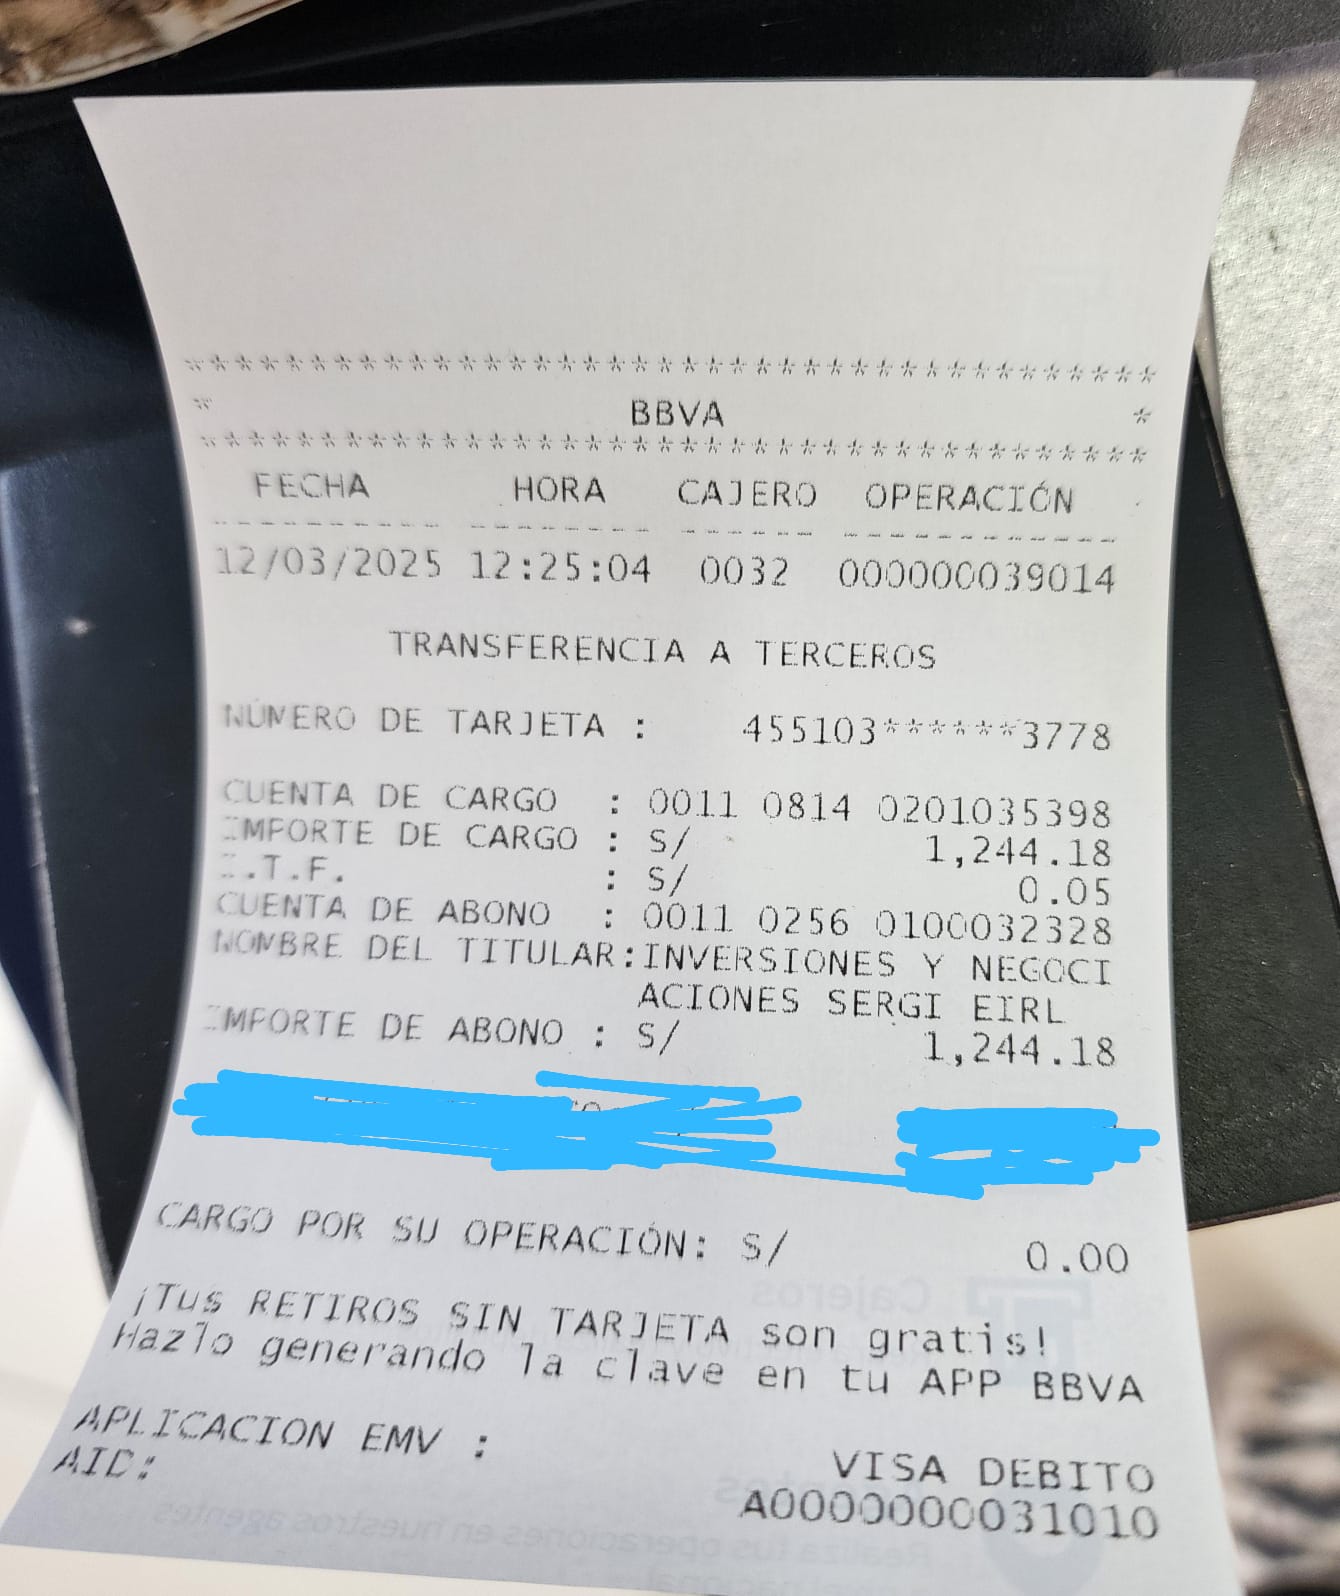 ****************************************
* BBVA *
****************************************
FECHA HORA CAJERO OPERACIÓN
---------- -------- ------ ------------
12/03/2025 12:25:04 0032 000000039014
TRANSFERENCIA A TERCEROS
NÚMERO DE TARJETA : 455103******3778
CUENTA DE CARGO : 0011 0814 0201035398
IMPORTE DE CARGO : S/ 1,244.18
I.T.F. : S/ 0.05
CUENTA DE ABONO : 0011 0256 0100032328
NOMBRE DEL TITULAR:INVERSIONES Y NEGOCI
ACIONES SERGI EIRL
IMPORTE DE ABONO : S/ 1,244.18
CARGO POR SU OPERACIÓN: S/ 0.00
¡Tus RETIROS SIN TARJETA son gratis!
Hazlo generando la clave en tu APP BBVA
APLICACION EMV : VISA DEBITO
AID: A0000000031010